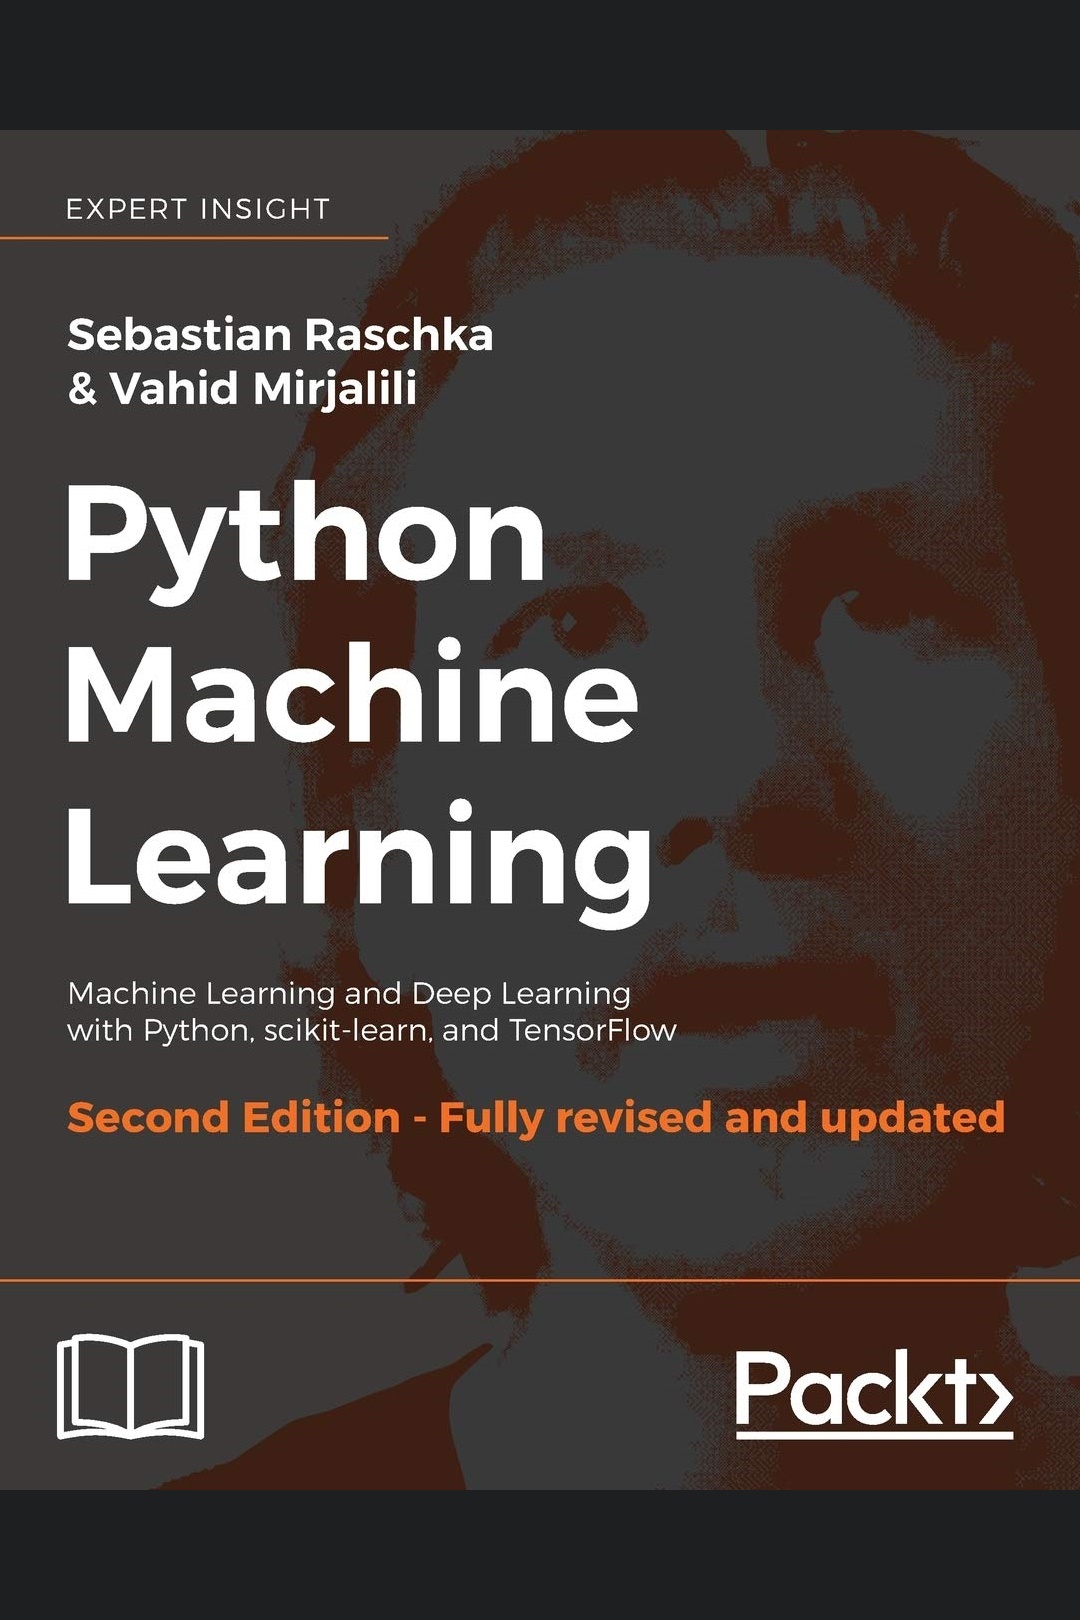 EXPERT INSIGHT
Sebastian Raschka
& Vahid Mirjalili
Python
Machine
Learning
Machine Learning and Deep Learning
with Python, scikit-learn, and TensorFlow
Second Edition - Fully revised and updated
Packt